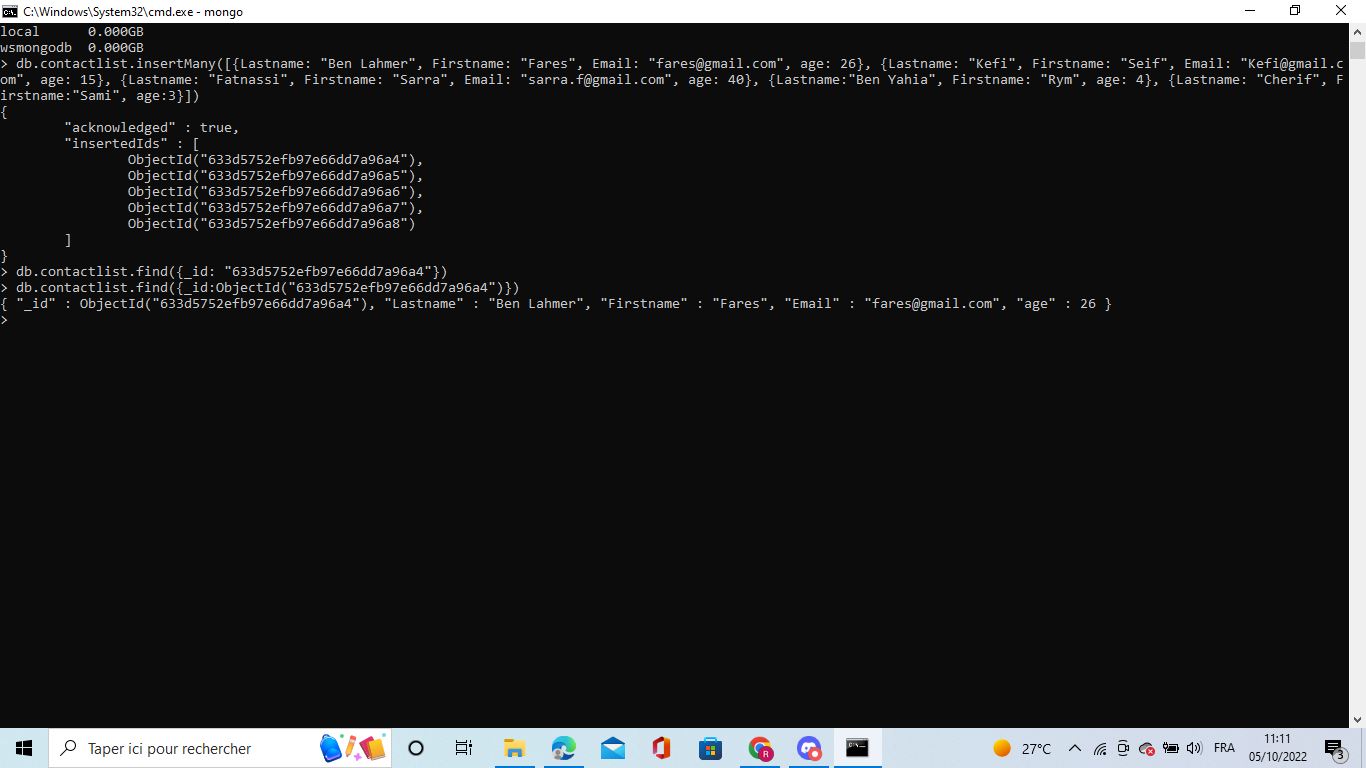 C:\Windows\System32\cmd.exe - mongo
local      0.000GB
wsmongodb  0.000GB
> db.contactlist.insertMany([{Lastname: "Ben Lahmer", Firstname: "Fares", Email: "fares@gmail.com", age: 26}, {Lastname: "Kefi", Firstname: "Seif", Email: "Kefi@gmail.c
om", age: 15}, {Lastname: "Fatnassi", Firstname: "Sarra", Email: "sarra.f@gmail.com", age: 40}, {Lastname:"Ben Yahia", Firstname: "Rym", age: 4}, {Lastname: "Cherif", F
irstname:"Sami", age:3}])
{
        "acknowledged" : true,
        "insertedIds" : [
                ObjectId("633d5752efb97e66dd7a96a4"),
                ObjectId("633d5752efb97e66dd7a96a5"),
                ObjectId("633d5752efb97e66dd7a96a6"),
                ObjectId("633d5752efb97e66dd7a96a7"),
                ObjectId("633d5752efb97e66dd7a96a8")
        ]
}
> db.contactlist.find({_id: "633d5752efb97e66dd7a96a4"})
> db.contactlist.find({_id:ObjectId("633d5752efb97e66dd7a96a4")})
{ "_id" : ObjectId("633d5752efb97e66dd7a96a4"), "Lastname" : "Ben Lahmer", "Firstname" : "Fares", "Email" : "fares@gmail.com", "age" : 26 }
>
Taper ici pour rechercher
R
27°C
FRA
11:11
05/10/2022
3